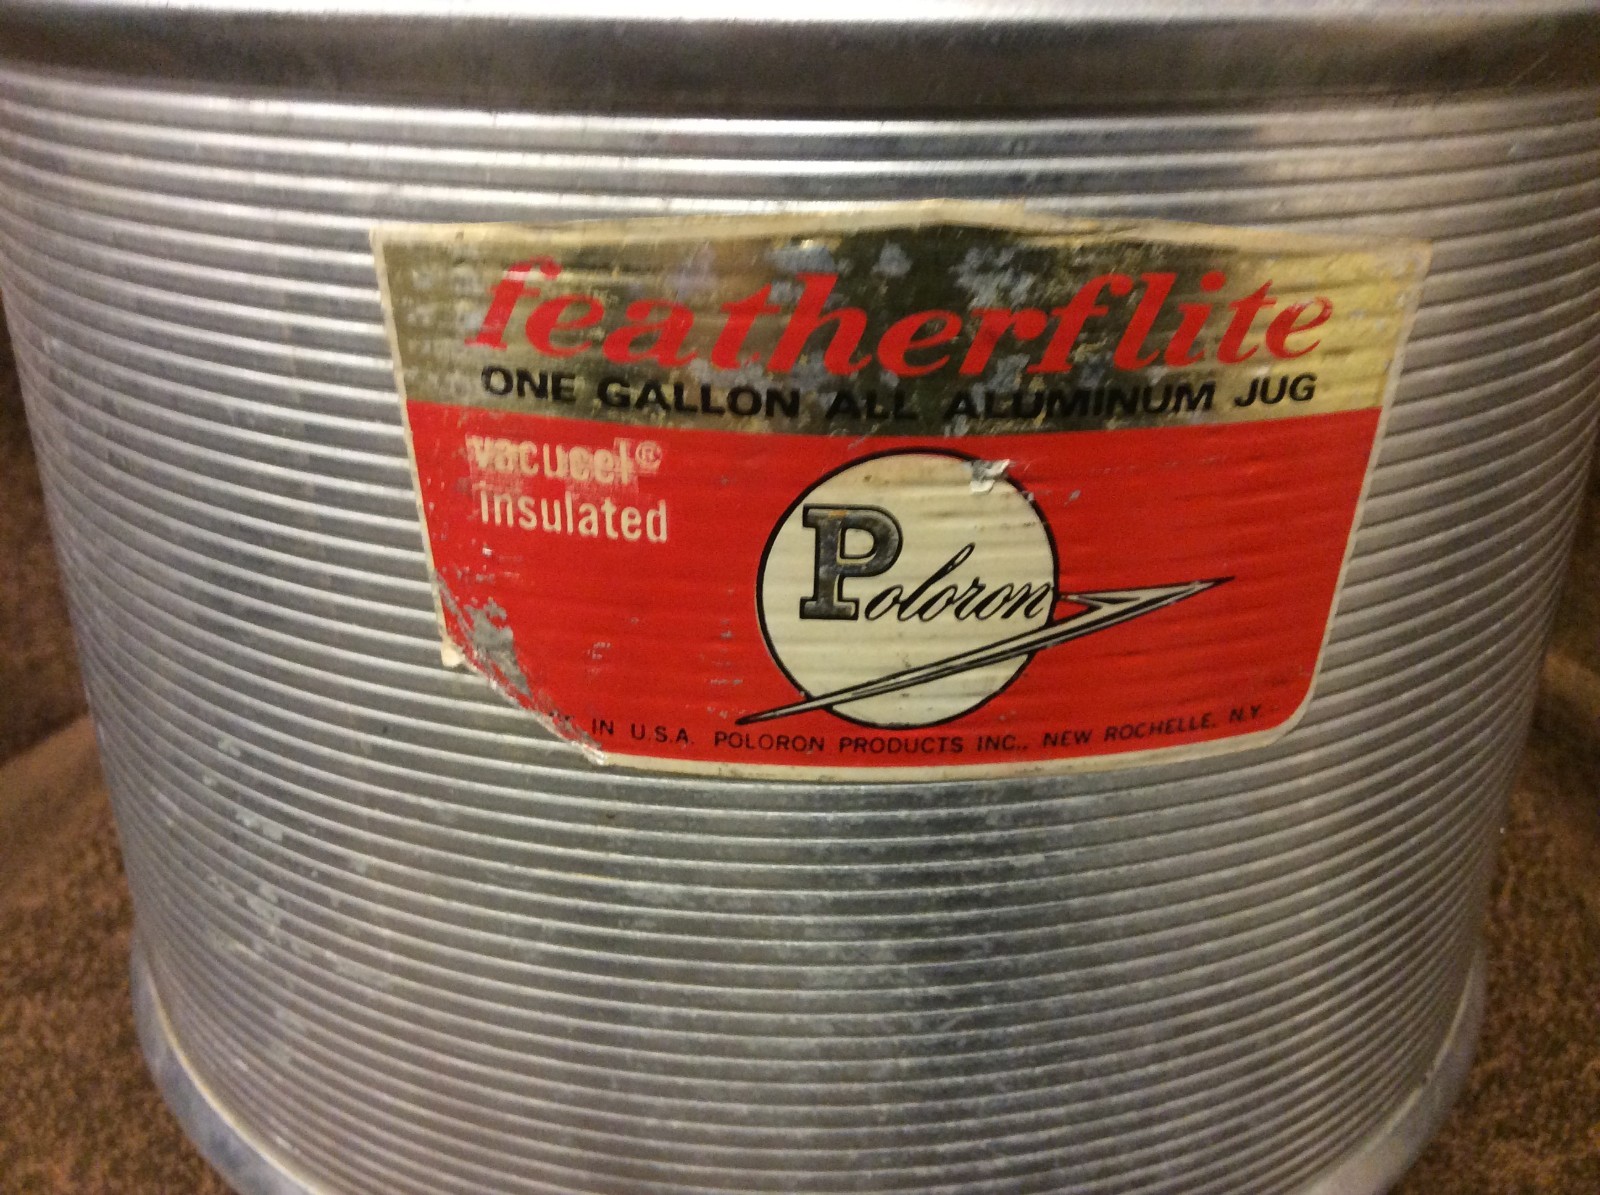 featherflite
ONE GALLON ALL ALUMINUM JUG
vacucel®
insulated
Poloron
IN U.S.A. POLORON PRODUCTS INC., NEW ROCHELLE, N.Y.